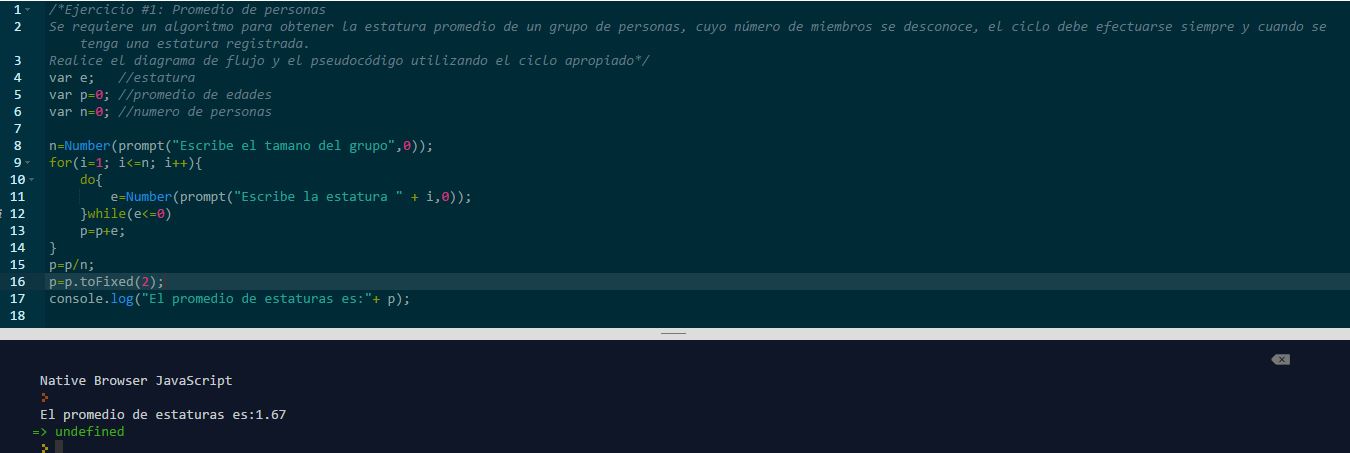 1 /*Ejercicio #1: Promedio de personas
2 Se requiere un algoritmo para obtener la estatura promedio de un grupo de personas, cuyo número de miembros se desconoce, el ciclo debe efectuarse siempre y cuando se
tenga una estatura registrada.
3 Realice el diagrama de flujo y el pseudocódigo utilizando el ciclo apropiado*/
4 var e; //estatura
5 var p=0; //promedio de edades
6 var n=0; //numero de personas
7
8 n=Number(prompt("Escribe el tamano del grupo",0));
9 for(i=1; i<=n; i++){
10 do{
11 e=Number(prompt("Escribe la estatura " + i,0));
12 }while(e<=0)
13 p=p+e;
14 }
15 p=p/n;
16 p=p.toFixed(2);
17 console.log("El promedio de estaturas es:"+ p);
18
Native Browser JavaScript
El promedio de estaturas es:1.67
=> undefined